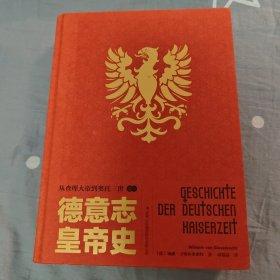 从查理大帝到奥托三世
德意志
皇帝史
GESCHICHTE
DER DEUTSCHEN
KAISERZEIT
Wilhelm von Giesebrecht